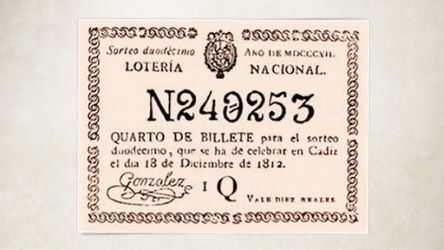 Sorteo duodécimo AÑO DE MDCCCXII.
LOTERÍA NACIONAL.
N240253
QUARTO DE BILLETE para el sorteo
duodecimo, que se ha de celebrar en Cadiz
el dia 18 de Diciembre de 1812.
Gonzalez 1 Q VALE DIEZ REALES.